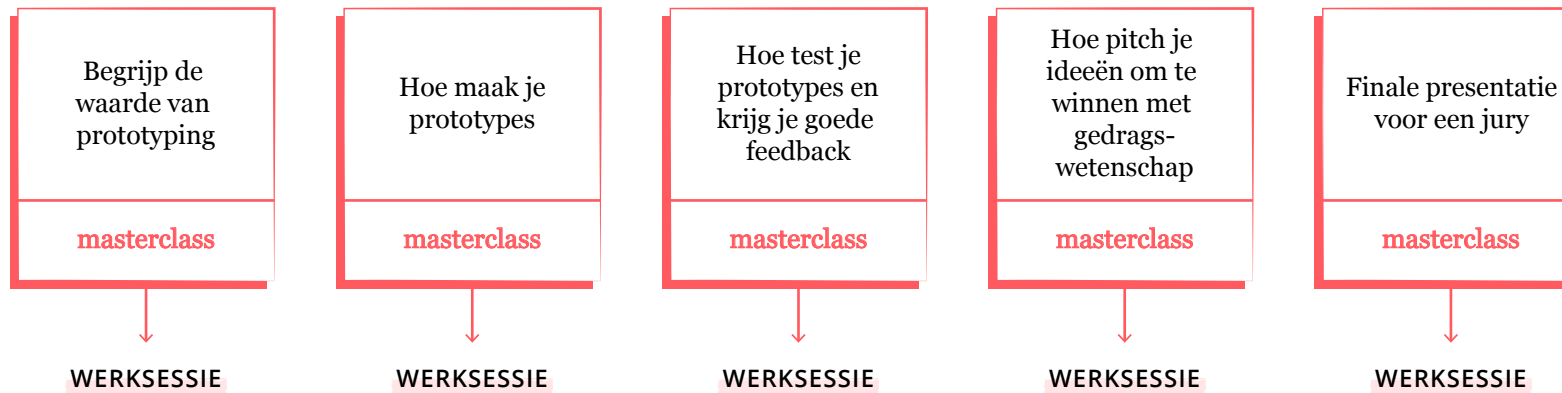 Begrijp de
waarde van
prototyping
masterclass
WERKSESSIE
Hoe maak je
prototypes
masterclass
WERKSESSIE
Hoe test je
prototypes en
krijg je goede
feedback
masterclass
WERKSESSIE
Hoe pitch je
ideeën om te
winnen met
gedrags-
wetenschap
masterclass
WERKSESSIE
Finale presentatie
voor een jury
masterclass
WERKSESSIE